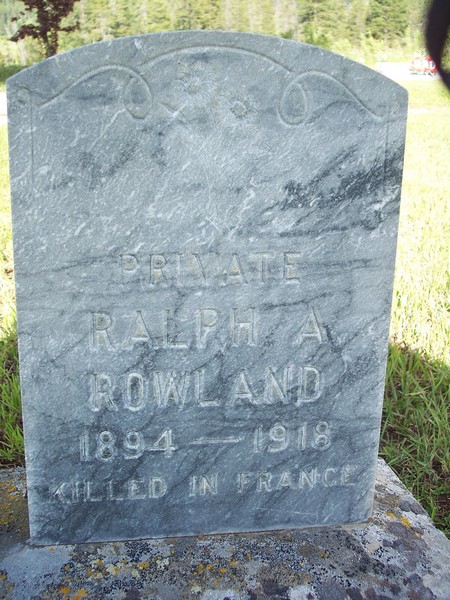 PRIVATE
RALPH A
ROWLAND
1894 — 1918
KILLED IN FRANCE